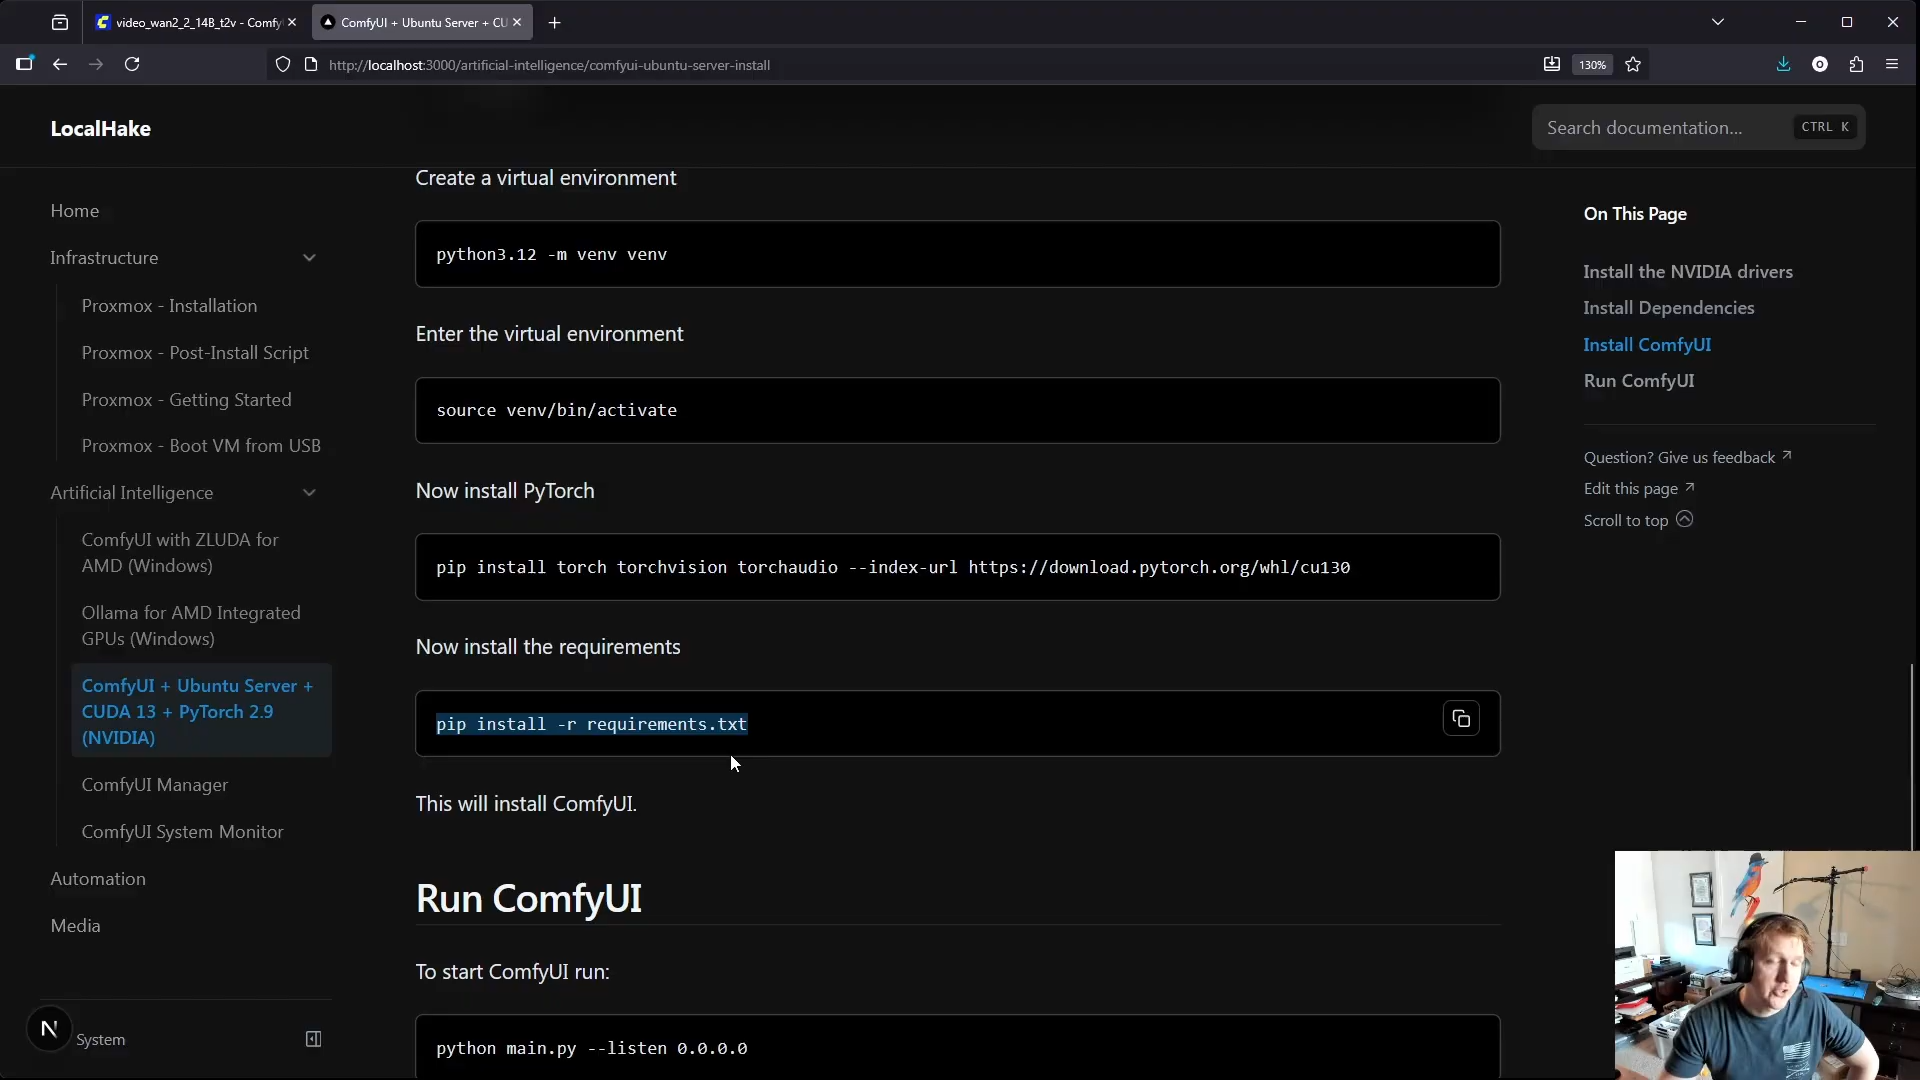 video_wan2_2_14B_t2v - Comfy
ComfyUI + Ubuntu Server + CU
http://localhost:3000/artificial-intelligence/comfyui-ubuntu-server-install
130%
LocalHake
Search documentation...
CTRL K
Home
Infrastructure
Proxmox - Installation
Proxmox - Post-Install Script
Proxmox - Getting Started
Proxmox - Boot VM from USB
Artificial Intelligence
ComfyUI with ZLUDA for
AMD (Windows)
Ollama for AMD Integrated
GPUs (Windows)
ComfyUI + Ubuntu Server +
CUDA 13 + PyTorch 2.9
(NVIDIA)
ComfyUI Manager
ComfyUI System Monitor
Automation
Media
N
System
Create a virtual environment
python3.12 -m venv venv
Enter the virtual environment
source venv/bin/activate
Now install PyTorch
pip install torch torchvision torchaudio --index-url https://download.pytorch.org/whl/cu130
Now install the requirements
pip install -r requirements.txt
This will install ComfyUI.
Run ComfyUI
To start ComfyUI run:
python main.py --listen 0.0.0.0
On This Page
Install the NVIDIA drivers
Install Dependencies
Install ComfyUI
Run ComfyUI
Question? Give us feedback
Edit this page
Scroll to top